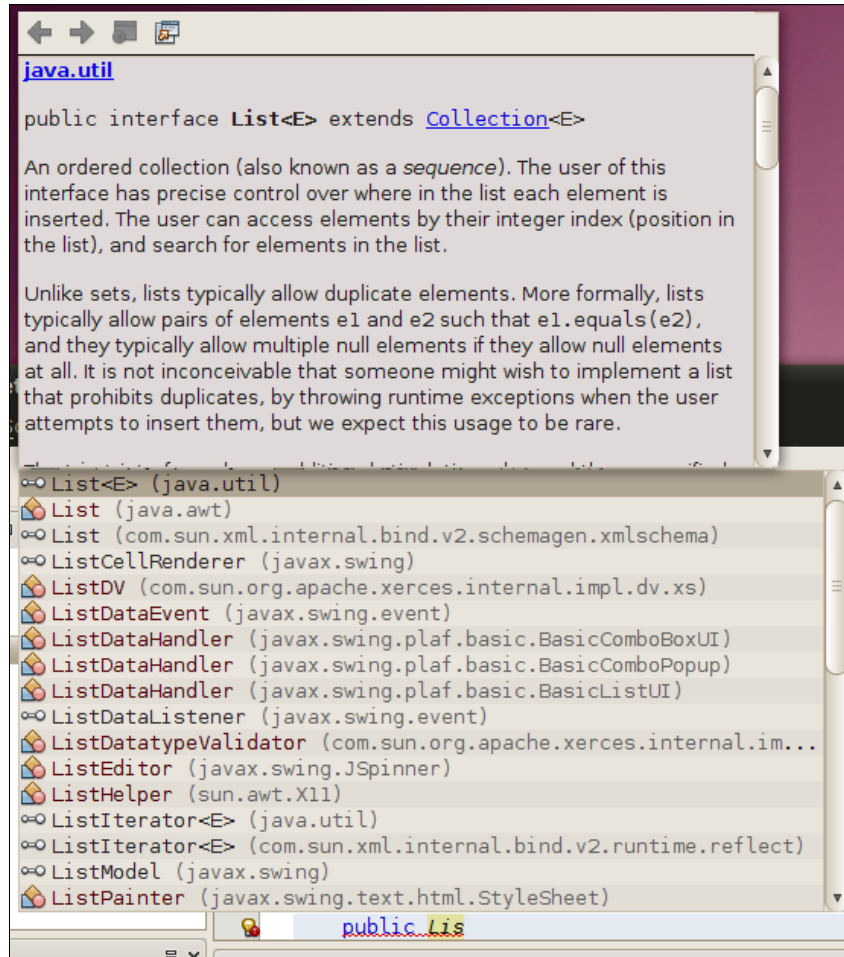 java.util
public interface List<E> extends Collection<E>
An ordered collection (also known as a sequence). The user of this
interface has precise control over where in the list each element is
inserted. The user can access elements by their integer index (position in
the list), and search for elements in the list.
Unlike sets, lists typically allow duplicate elements. More formally, lists
typically allow pairs of elements e1 and e2 such that e1.equals(e2),
and they typically allow multiple null elements if they allow null elements
at all. It is not inconceivable that someone might wish to implement a list
that prohibits duplicates, by throwing runtime exceptions when the user
attempts to insert them, but we expect this usage to be rare.
List<E> (java.util)
List (java.awt)
List (com.sun.xml.internal.bind.v2.schemagen.xmlschema)
ListCellRenderer (javax.swing)
ListDV (com.sun.org.apache.xerces.internal.impl.dv.xs)
ListDataEvent (javax.swing.event)
ListDataHandler (javax.swing.plaf.basic.BasicComboBoxUI)
ListDataHandler (javax.swing.plaf.basic.BasicComboPopup)
ListDataHandler (javax.swing.plaf.basic.BasicListUI)
ListDataListener (javax.swing.event)
ListDatatypeValidator (com.sun.org.apache.xerces.internal.im...
ListEditor (javax.swing.JSpinner)
ListHelper (sun.awt.X11)
ListIterator<E> (java.util)
ListIterator<E> (com.sun.xml.internal.bind.v2.runtime.reflect)
ListModel (javax.swing)
ListPainter (javax.swing.text.html.StyleSheet)
public Lis